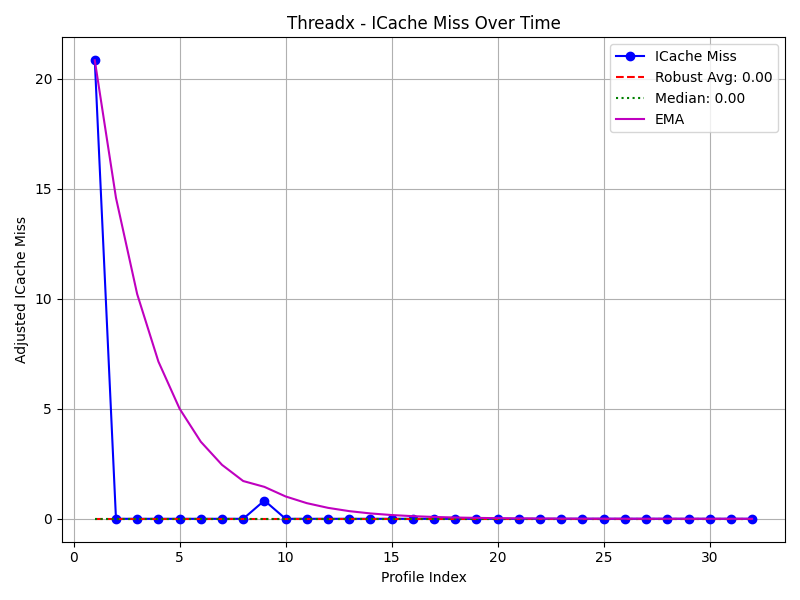 Threadx - ICache Miss Over Time
ICache Miss
Robust Avg: 0.00
Median: 0.00
EMA
Adjusted ICache Miss
20
15
10
5
0
0 5 10 15 20 25 30
Profile Index